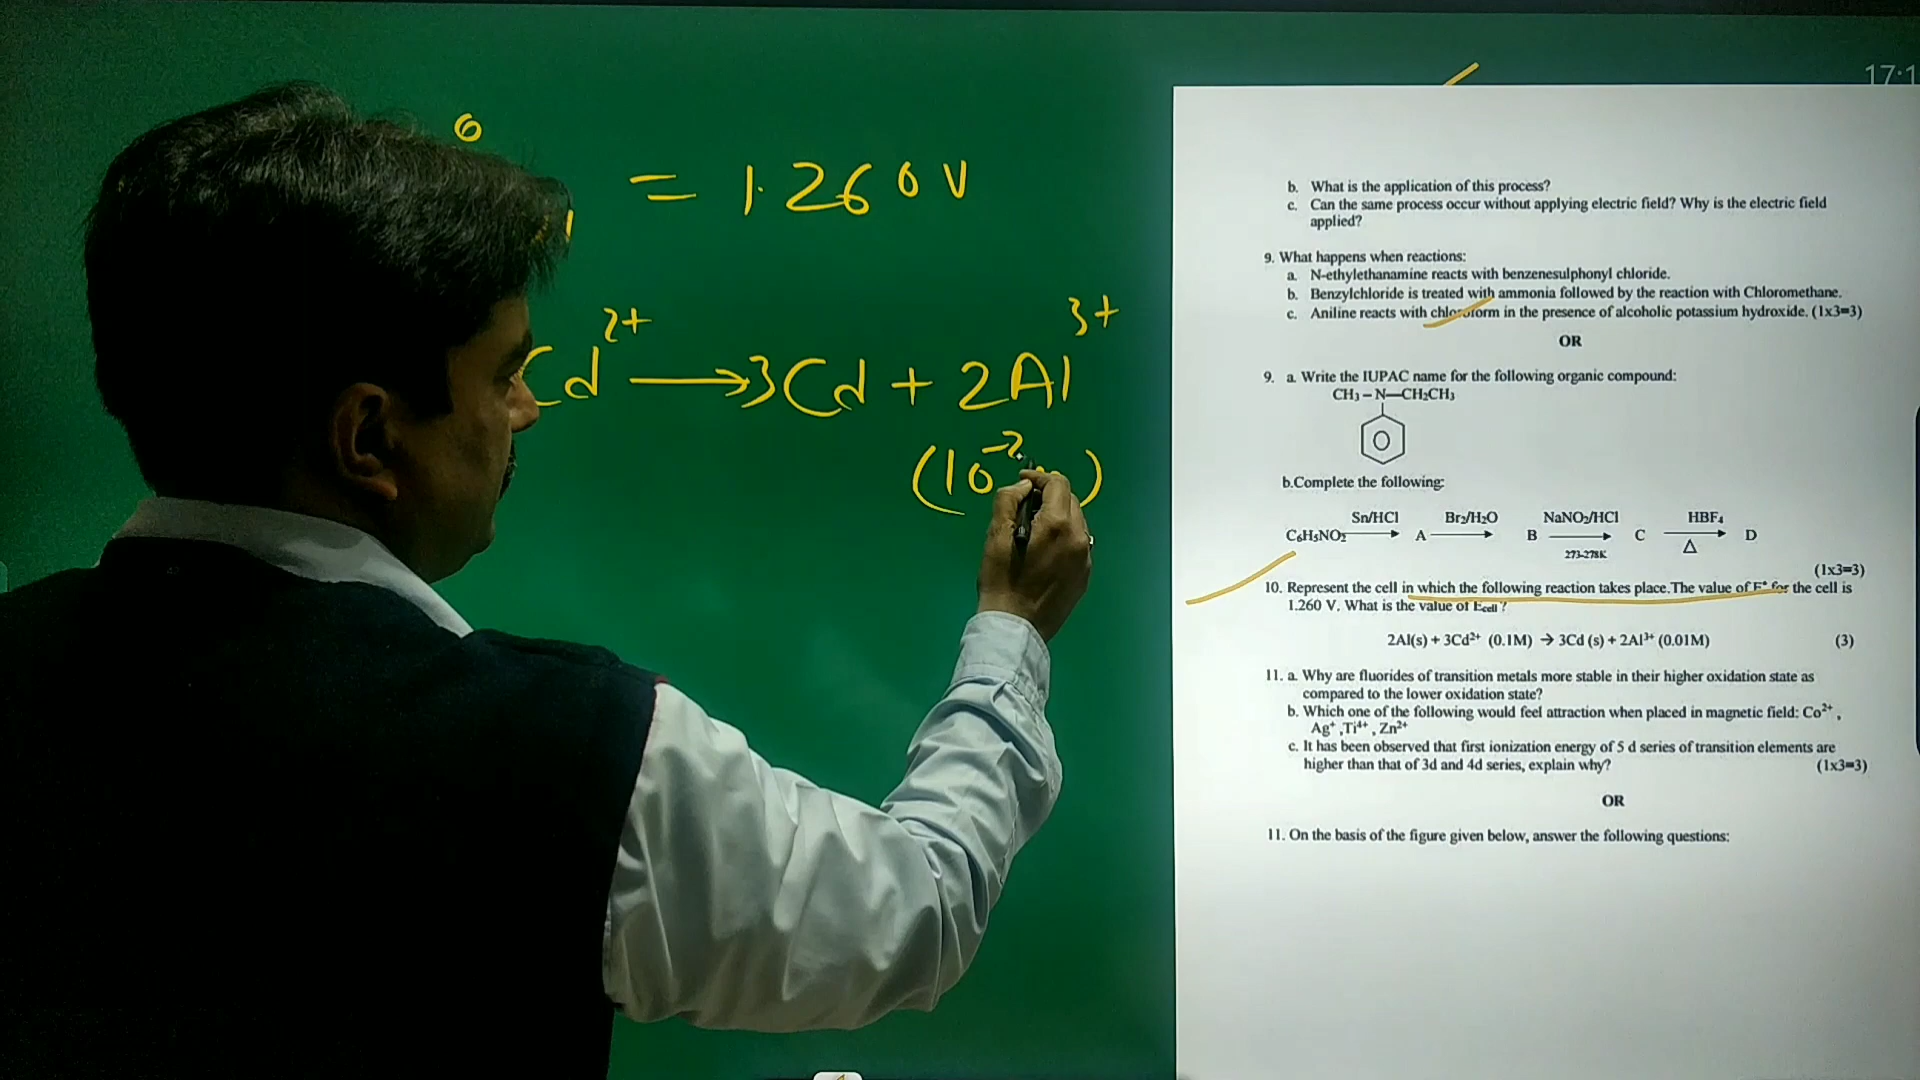 0
= 1.260 V
Cd²⁺ ⟶ 3Cd + 2Al³⁺
(10⁻² )
17:1
b. What is the application of this process?
c. Can the same process occur without applying electric field? Why is the electric field
applied?
9. What happens when reactions:
a. N-ethylethanamine reacts with benzenesulphonyl chloride.
b. Benzylchloride is treated with ammonia followed by the reaction with Chloromethane.
c. Aniline reacts with chloroform in the presence of alcoholic potassium hydroxide. (1x3=3)
OR
9. a. Write the IUPAC name for the following organic compound:
CH₃ – N—CH₂CH₃
b.Complete the following:
Sn/HCl Br₂/H₂O NaNO₂/HCl HBF₄
C₆H₅NO₂ ⟶ A ⟶ B ⟶ C ⟶ D
273-278K Δ
(1x3=3)
10. Represent the cell in which the following reaction takes place.The value of E˚ for the cell is
1.260 V. What is the value of Ecell ?
2Al(s) + 3Cd²⁺ (0.1M) → 3Cd (s) + 2Al³⁺ (0.01M) (3)
11. a. Why are fluorides of transition metals more stable in their higher oxidation state as
compared to the lower oxidation state?
b. Which one of the following would feel attraction when placed in magnetic field: Co²⁺ ,
Ag⁺ ,Ti⁴⁺ , Zn²⁺
c. It has been observed that first ionization energy of 5 d series of transition elements are
higher than that of 3d and 4d series, explain why? (1x3=3)
OR
11. On the basis of the figure given below, answer the following questions: